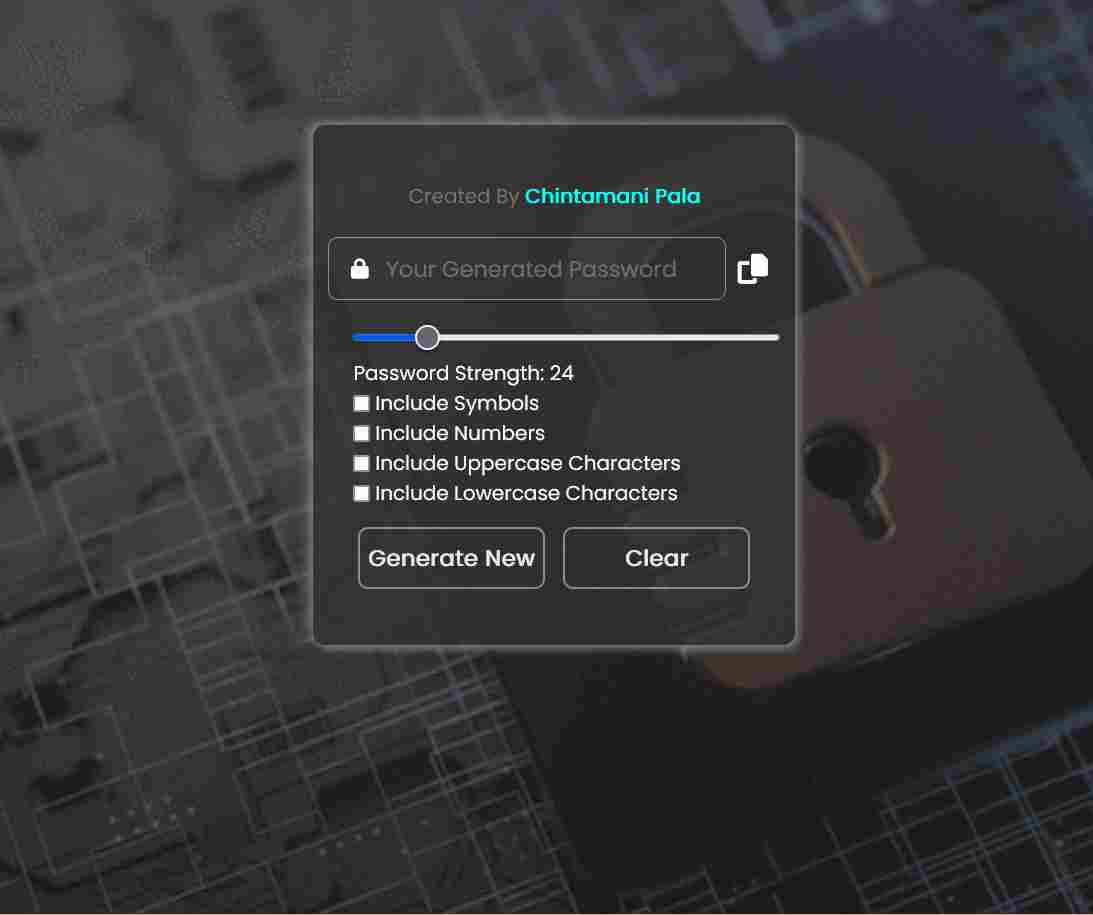 Created By Chintamani Pala
Your Generated Password
Password Strength: 24
Include Symbols
Include Numbers
Include Uppercase Characters
Include Lowercase Characters
Generate New
Clear